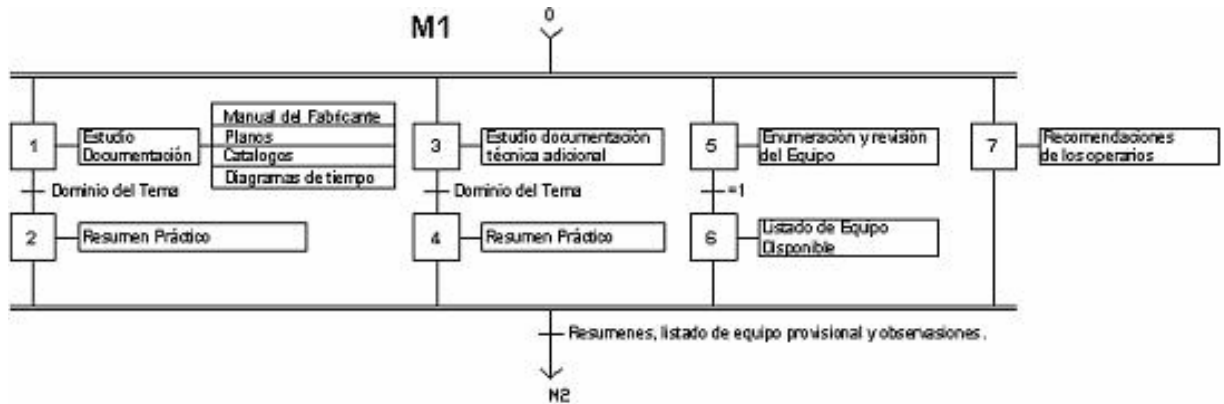 M1
0
1
Estudio
Documentación
Manual del Fabricante
Planos
Catalogos
Diagramas de tiempo
3
Estudio documentación
técnica adicional
5
Enumeración y revisión
del Equipo
7
Recomendaciones
de los operarios
Dominio del Tema
Dominio del Tema
=1
2
Resumen Práctico
4
Resumen Práctico
6
Listado de Equipo
Disponible
Resumenes, listado de equipo provisional y observasiones.
M2